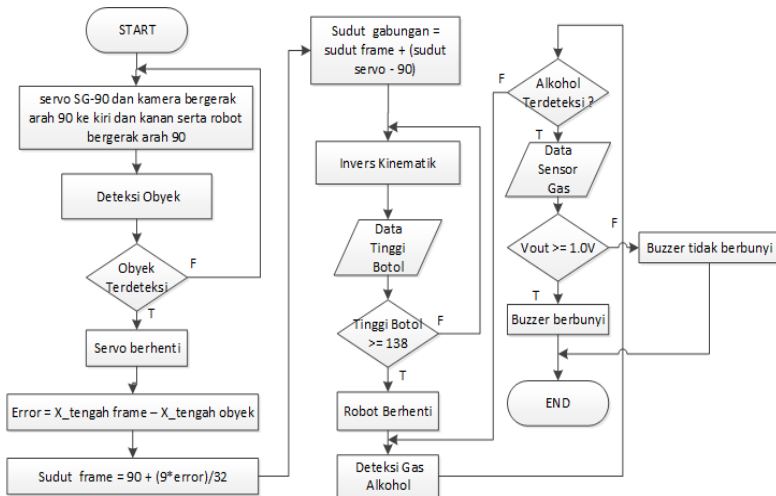 START
servo SG-90 dan kamera bergerak
arah 90 ke kiri dan kanan serta robot
bergerak arah 90
Deteksi Obyek
Obyek
Terdeteksi
F
T
Servo berhenti
Error = X_tengah frame – X_tengah obyek
Sudut frame = 90 + (9*error)/32
Sudut gabungan =
sudut frame + (sudut
servo - 90)
Invers Kinematik
Data
Tinggi
Botol
Tinggi Botol
>= 138
F
T
Robot Berhenti
Deteksi Gas
Alkohol
Alkohol
Terdeteksi ?
F
T
Data
Sensor
Gas
Vout >= 1.0V
F
Buzzer tidak berbunyi
T
Buzzer berbunyi
END